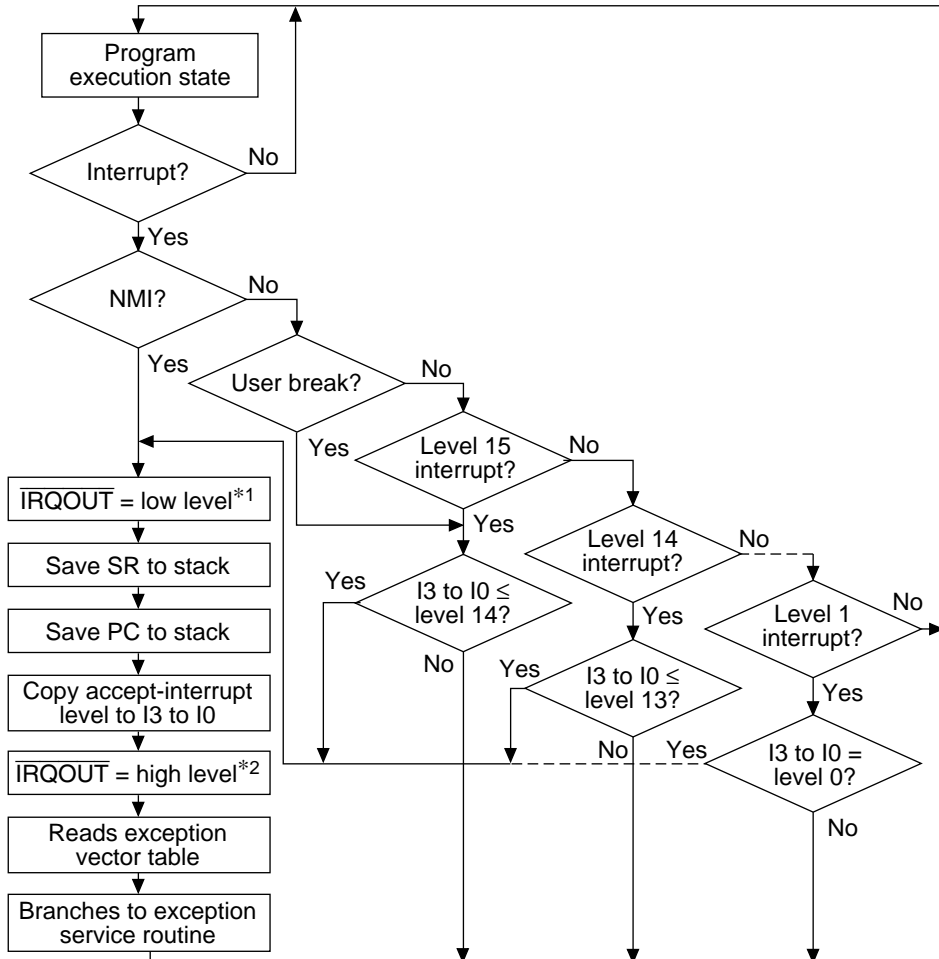 Program
execution state
Interrupt?
No
Yes
NMI?
No
Yes
User break?
No
Yes
Level 15
interrupt?
No
Yes
I3 to I0 ≤
level 14?
Yes
No
Level 14
interrupt?
No
Yes
I3 to I0 ≤
level 13?
Yes
No
Level 1
interrupt?
No
Yes
I3 to I0 =
level 0?
Yes
No
IRQOUT = low level*1
Save SR to stack
Save PC to stack
Copy accept-interrupt
level to I3 to I0
IRQOUT = high level*2
Reads exception
vector table
Branches to exception
service routine